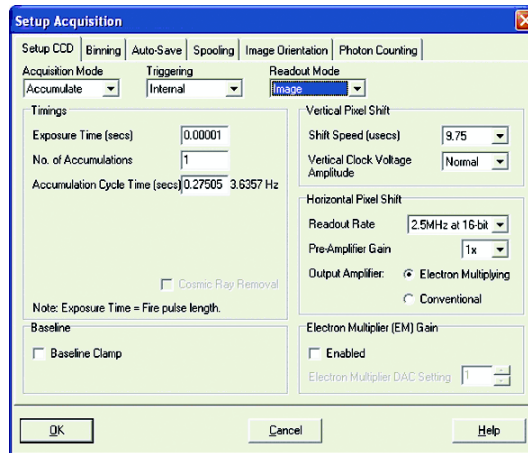 Setup Acquisition
Setup CCD Binning Auto-Save Spooling Image Orientation Photon Counting
Acquisition Mode Triggering Readout Mode
Accumulate Internal Image
Timings
Exposure Time (secs) 0.00001
No. of Accumulations 1
Accumulation Cycle Time (secs) 0.27505 3.6357 Hz
Cosmic Ray Removal
Note: Exposure Time = Fire pulse length.
Baseline
Baseline Clamp
Vertical Pixel Shift
Shift Speed (usecs) 9.75
Vertical Clock Voltage
Amplitude Normal
Horizontal Pixel Shift
Readout Rate 2.5MHz at 16-bit
Pre-Amplifier Gain 1x
Output Amplifier: Electron Multiplying
Conventional
Electron Multiplier (EM) Gain
Enabled
Electron Multiplier DAC Setting 1
OK Cancel Help